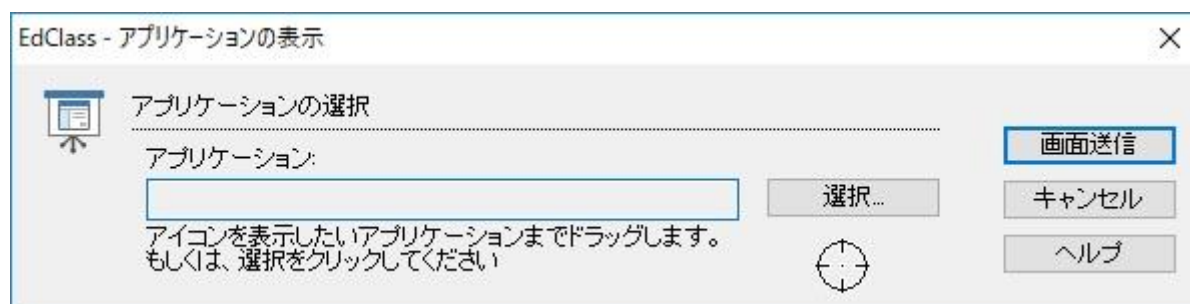 EdClass - アプリケーションの表示
アプリケーションの選択
アプリケーション:
選択...
アイコンを表示したいアプリケーションまでドラッグします。
もしくは、選択をクリックしてください
画面送信
キャンセル
ヘルプ